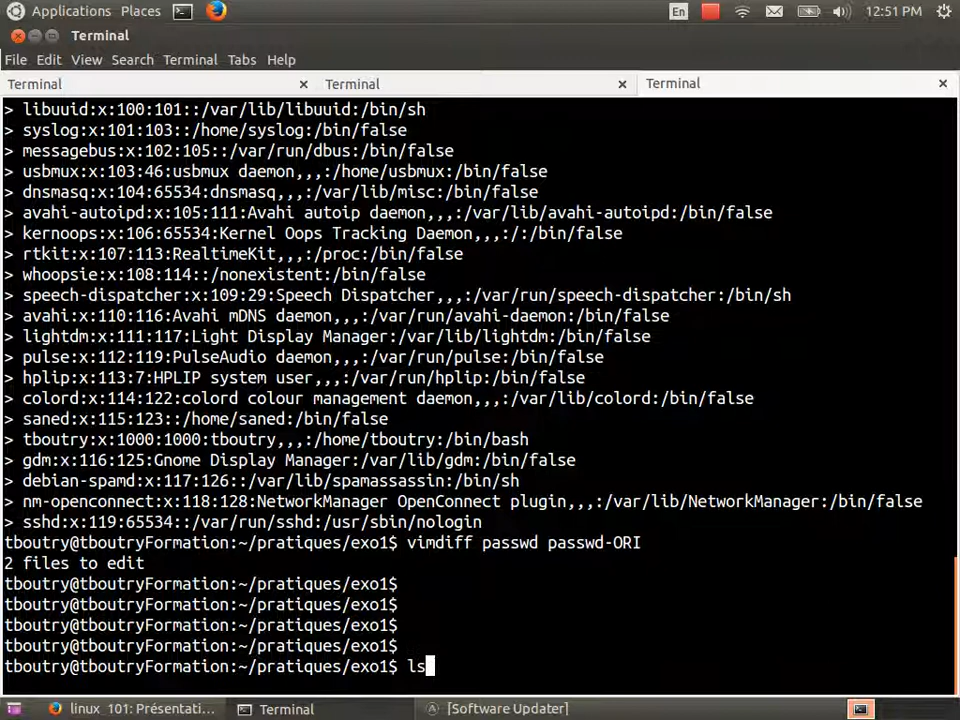 Applications Places En 12:51 PM
Terminal
File Edit View Search Terminal Tabs Help
Terminal × Terminal × Terminal ×
> libuuid:x:100:101::/var/lib/libuuid:/bin/sh
> syslog:x:101:103::/home/syslog:/bin/false
> messagebus:x:102:105::/var/run/dbus:/bin/false
> usbmux:x:103:46:usbmux daemon,,,:/home/usbmux:/bin/false
> dnsmasq:x:104:65534:dnsmasq,,,:/var/lib/misc:/bin/false
> avahi-autoipd:x:105:111:Avahi autoip daemon,,,:/var/lib/avahi-autoipd:/bin/false
> kernoops:x:106:65534:Kernel Oops Tracking Daemon,,,:/:/bin/false
> rtkit:x:107:113:RealtimeKit,,,:/proc:/bin/false
> whoopsie:x:108:114::/nonexistent:/bin/false
> speech-dispatcher:x:109:29:Speech Dispatcher,,,:/var/run/speech-dispatcher:/bin/sh
> avahi:x:110:116:Avahi mDNS daemon,,,:/var/run/avahi-daemon:/bin/false
> lightdm:x:111:117:Light Display Manager:/var/lib/lightdm:/bin/false
> pulse:x:112:119:PulseAudio daemon,,,:/var/run/pulse:/bin/false
> hplip:x:113:7:HPLIP system user,,,:/var/run/hplip:/bin/false
> colord:x:114:122:colord colour management daemon,,,:/var/lib/colord:/bin/false
> saned:x:115:123::/home/saned:/bin/false
> tboutry:x:1000:1000:tboutry,,,:/home/tboutry:/bin/bash
> gdm:x:116:125:Gnome Display Manager:/var/lib/gdm:/bin/false
> debian-spamd:x:117:126::/var/lib/spamassassin:/bin/sh
> nm-openconnect:x:118:128:NetworkManager OpenConnect plugin,,,:/var/lib/NetworkManager:/bin/false
> sshd:x:119:65534::/var/run/sshd:/usr/sbin/nologin
tboutry@tboutryFormation:~/pratiques/exo1$ vimdiff passwd passwd-ORI
2 files to edit
tboutry@tboutryFormation:~/pratiques/exo1$
tboutry@tboutryFormation:~/pratiques/exo1$
tboutry@tboutryFormation:~/pratiques/exo1$
tboutry@tboutryFormation:~/pratiques/exo1$
tboutry@tboutryFormation:~/pratiques/exo1$ ls
linux 101: Présentati... Terminal [Software Updater]